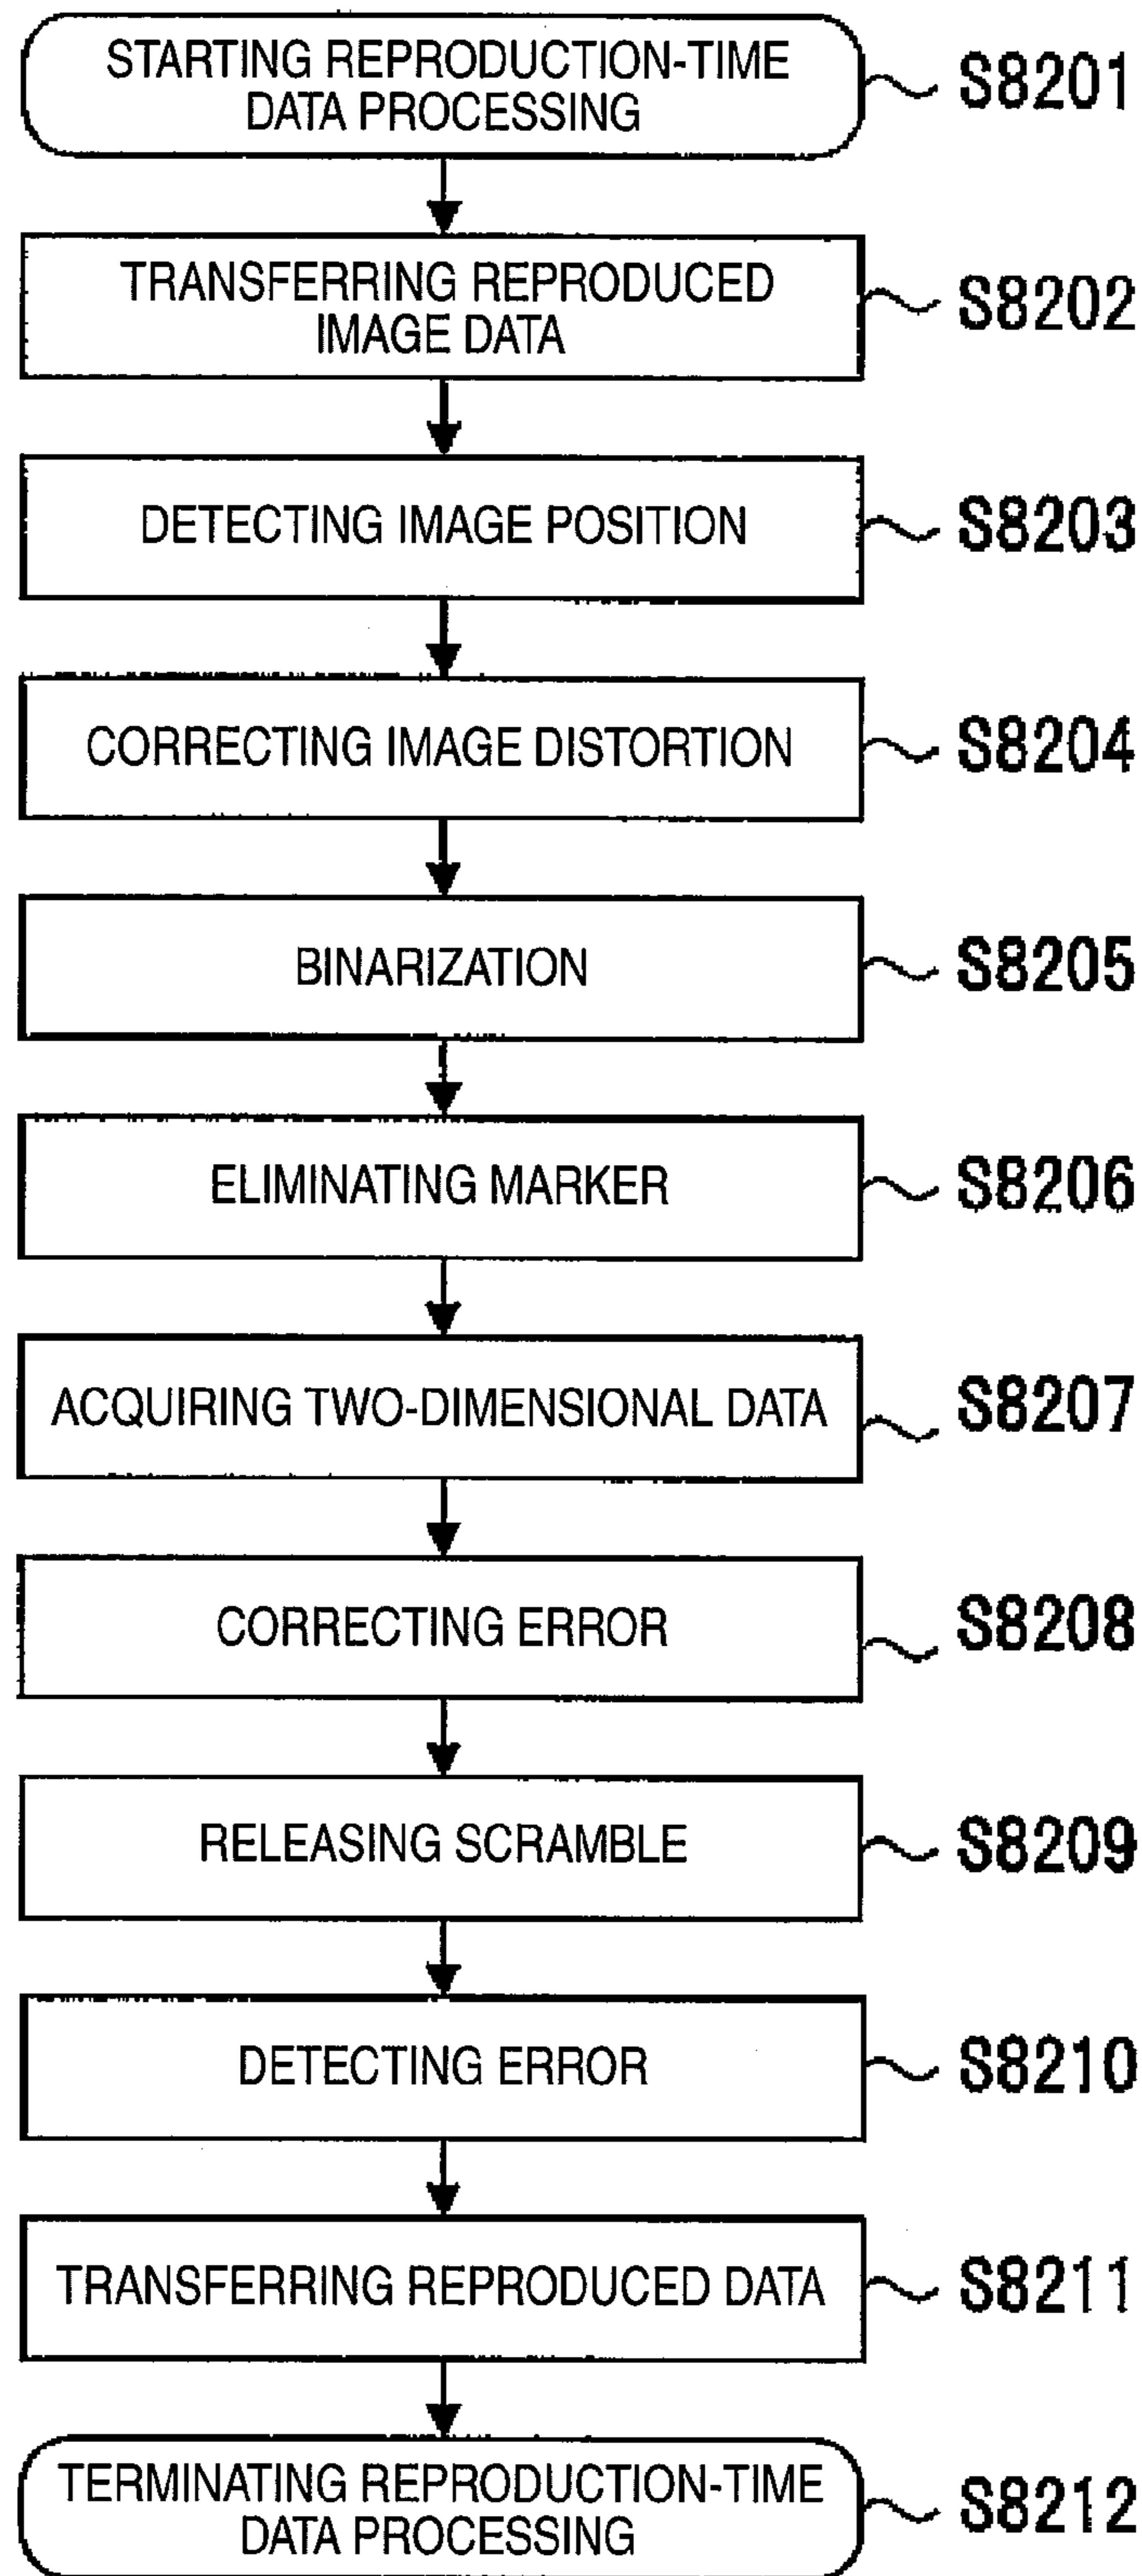 STARTING REPRODUCTION-TIME
DATA PROCESSING
S8201
TRANSFERRING REPRODUCED
IMAGE DATA
S8202
DETECTING IMAGE POSITION
S8203
CORRECTING IMAGE DISTORTION
S8204
BINARIZATION
S8205
ELIMINATING MARKER
S8206
ACQUIRING TWO-DIMENSIONAL DATA
S8207
CORRECTING ERROR
S8208
RELEASING SCRAMBLE
S8209
DETECTING ERROR
S8210
TRANSFERRING REPRODUCED DATA
S8211
TERMINATING REPRODUCTION-TIME
DATA PROCESSING
S8212